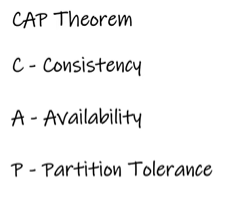 CAP Theorem
C - Consistency
A - Availability
P - Partition Tolerance